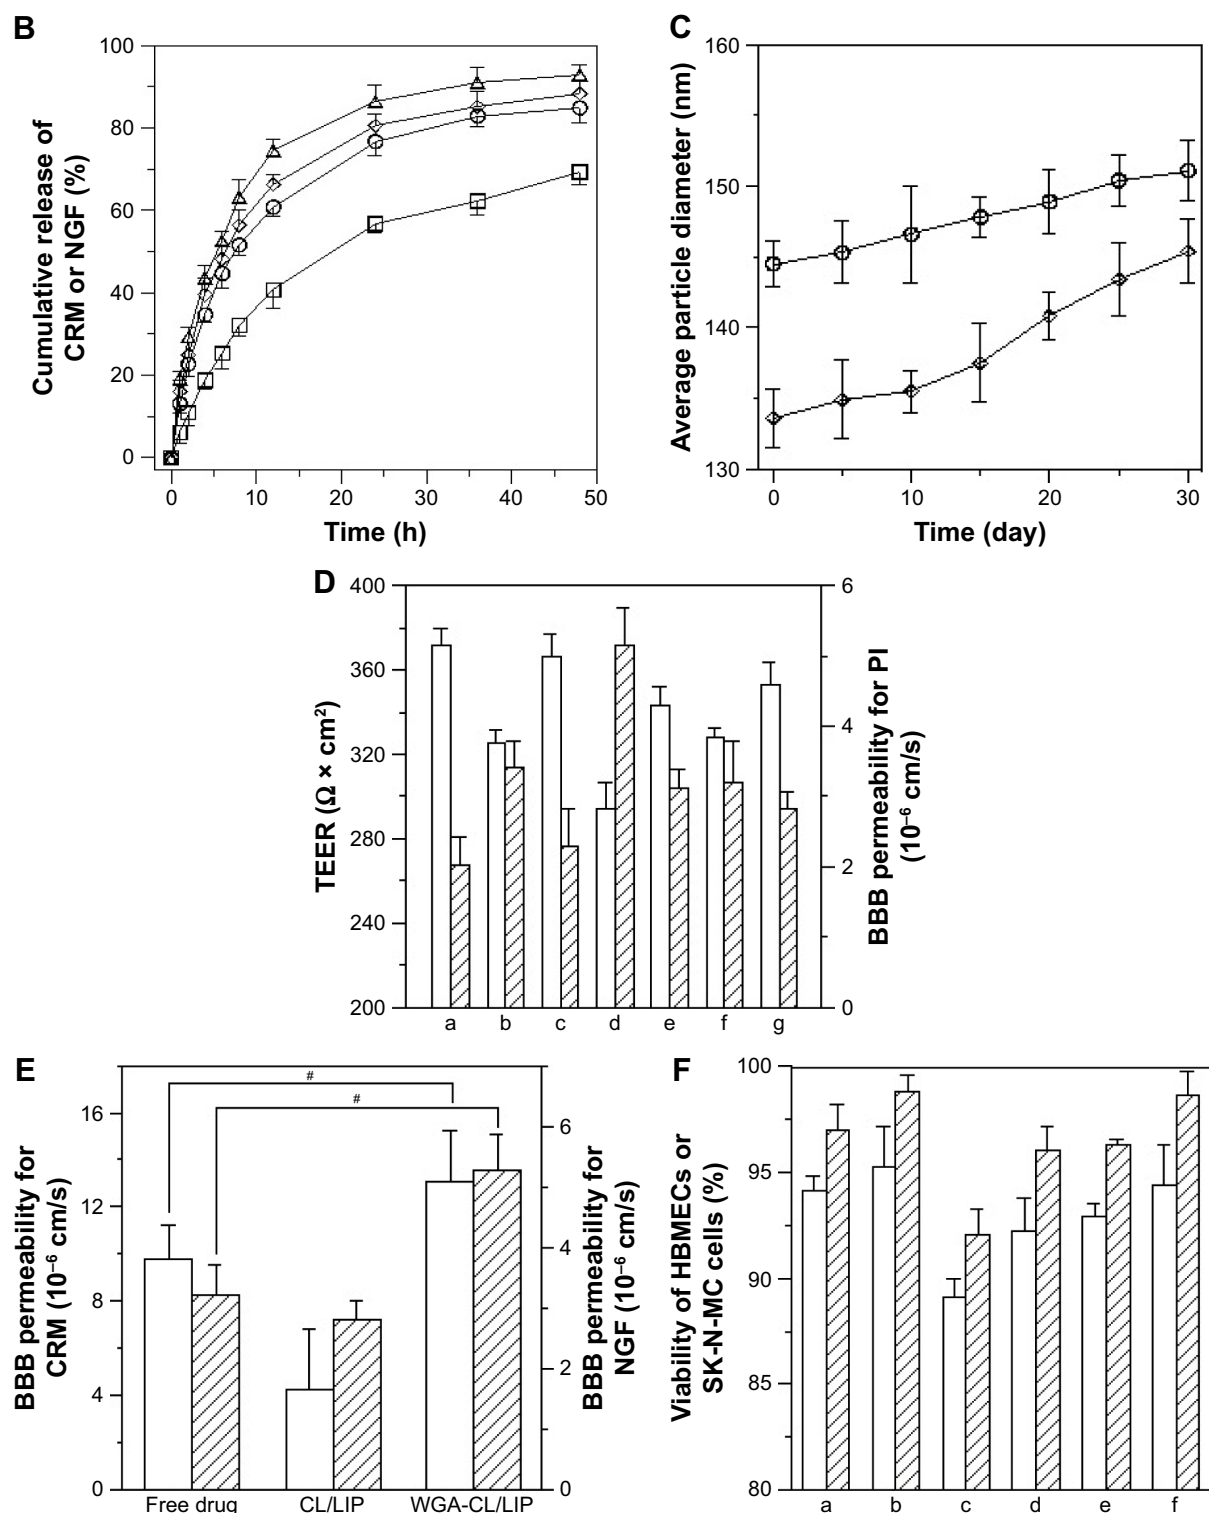 B
Cumulative release of
CRM or NGF (%)
100
80
60
40
20
0
0 10 20 30 40 50
Time (h)
C
Average particle diameter (nm)
160
150
140
130
0 10 20 30
Time (day)
D
TEER (Ω × cm²)
400
360
320
280
240
200
a b c d e f g
6
4
2
0
BBB permeability for PI
(10⁻⁶ cm/s)
E
BBB permeability for
CRM (10⁻⁶ cm/s)
16
12
8
4
0
#
#
Free drug CL/LIP WGA-CL/LIP
6
4
2
0
BBB permeability for
NGF (10⁻⁶ cm/s)
F
Viability of HBMECs or
SK-N-MC cells (%)
100
95
90
85
80
a b c d e f